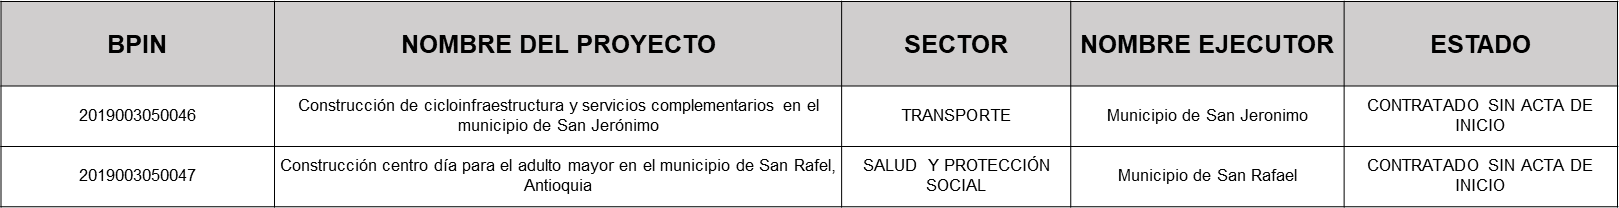 BPIN NOMBRE DEL PROYECTO SECTOR NOMBRE EJECUTOR ESTADO
2019003050046
Construcción de cicloinfraestructura y servicios complementarios en el
municipio de San Jerónimo
TRANSPORTE
Municipio de San Jeronimo
CONTRATADO SIN ACTA DE
INICIO
2019003050047
Construcción centro día para el adulto mayor en el municipio de San Rafel,
Antioquia
SALUD Y PROTECCIÓN
SOCIAL
Municipio de San Rafael
CONTRATADO SIN ACTA DE
INICIO